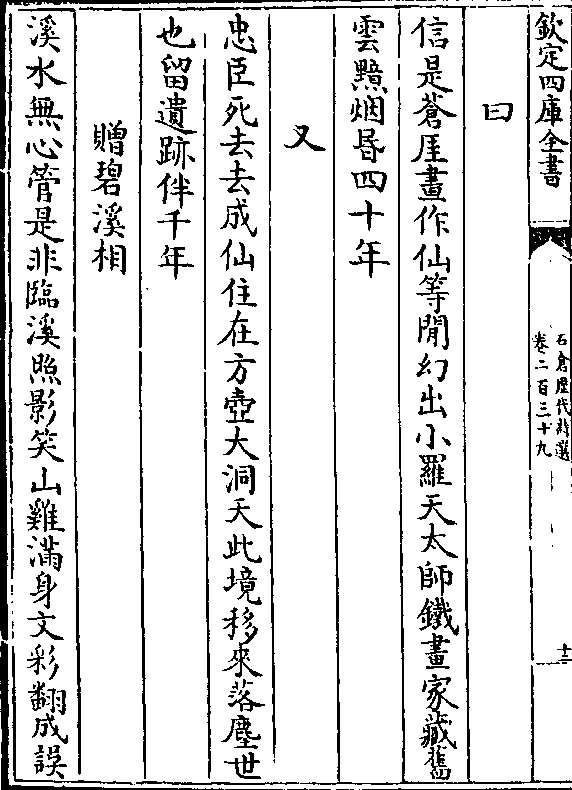 欽定四庫全書
石倉歷代詩選
卷二百三十九
十二
曰
信是蒼厓畫作仙等閒幻出小羅天太師鐵畫家藏舊
雲黟烟昏四十年
又
忠臣死去去成仙住在方壺大洞天此境移來落塵世
也留遺跡伴千年
贈碧溪相
溪水無心管是非臨溪照影笑山雞滿身文彩翻成誤